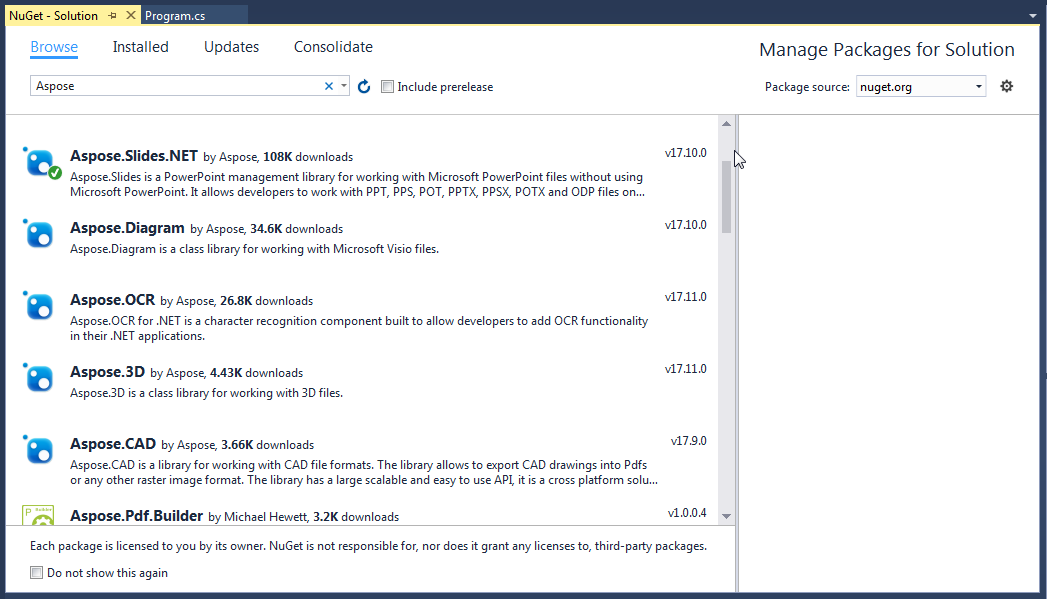 NuGet - Solution
Program.cs
Browse Installed Updates Consolidate
Manage Packages for Solution
Aspose
Include prerelease
Package source: nuget.org
Aspose.Slides.NET by Aspose, 108K downloads
v17.10.0
Aspose.Slides is a PowerPoint management library for working with Microsoft PowerPoint files without using
Microsoft PowerPoint. It allows developers to work with PPT, PPS, POT, PPTX, PPSX, POTX and ODP files on...
Aspose.Diagram by Aspose, 34.6K downloads
v17.10.0
Aspose.Diagram is a class library for working with Microsoft Visio files.
Aspose.OCR by Aspose, 26.8K downloads
v17.11.0
Aspose.OCR for .NET is a character recognition component built to allow developers to add OCR functionality
in their .NET applications.
Aspose.3D by Aspose, 4.43K downloads
v17.11.0
Aspose.3D is a class library for working with 3D files.
Aspose.CAD by Aspose, 3.66K downloads
v17.9.0
Aspose.CAD is a library for working with CAD file formats. The library allows to export CAD drawings into Pdfs
or any other raster image format. The library has a large scalable and easy to use API, it is a cross platform solu...
P Builder
Aspose.Pdf.Builder by Michael Hewett, 3.2K downloads
v1.0.0.4
Each package is licensed to you by its owner. NuGet is not responsible for, nor does it grant any licenses to, third-party packages.
Do not show this again